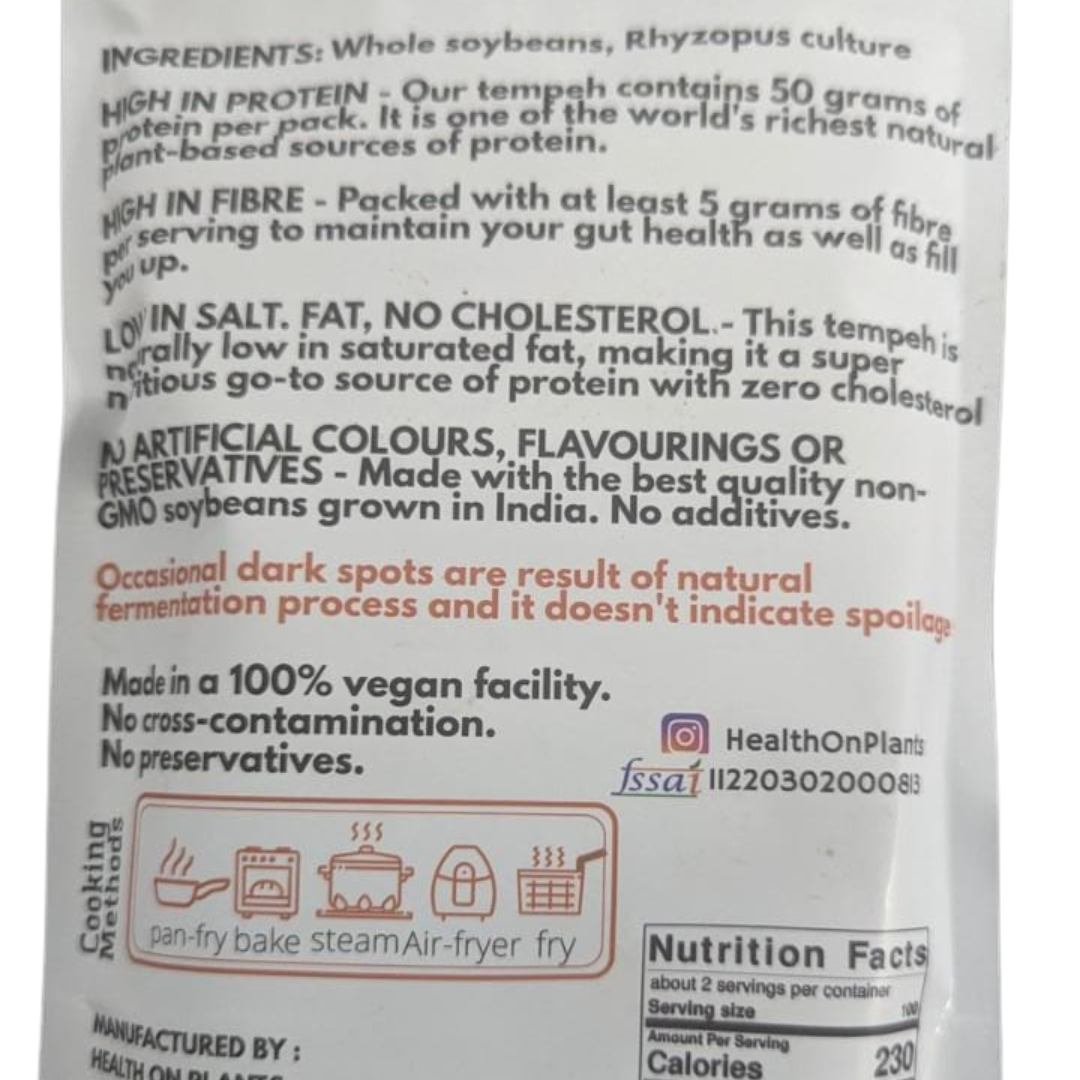 INGREDIENTS: Whole soybeans, Rhyzopus culture
HIGH IN PROTEIN - Our tempeh contains 50 grams of
protein per pack. It is one of the world's richest natural
plant-based sources of protein.
HIGH IN FIBRE - Packed with at least 5 grams of fibre
per serving to maintain your gut health as well as fill
you up.
LOW IN SALT. FAT, NO CHOLESTEROL.- This tempeh is
low in saturated fat, making it a super
go-to source of protein with zero cholesterol
NO ARTIFICIAL COLOURS, FLAVOURINGS OR
PRESERVATIVES - Made with the best quality non-
GMO soybeans grown in India. No additives.
Occasional dark spots are result of natural
fermentation process and it doesn't indicate spoilage
Made in a 100% vegan facility.
No cross-contamination.
No preservatives.
HealthOnPlants
fssai 11220302000813
Cooking
Methods
pan-fry bake steam Air-fryer fry
Nutrition Facts
about 2 servings per container
Serving size 100
Amount Per Serving
Calories 230
MANUFACTURED BY :
HEALTH ON PLANTS